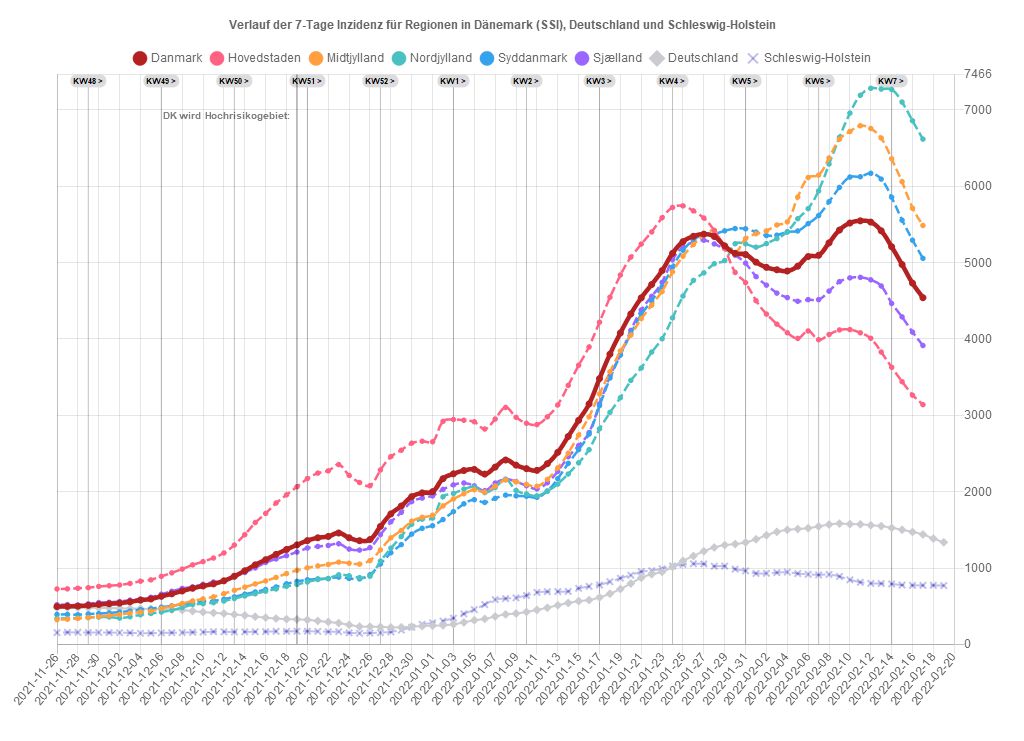 Verlauf der 7-Tage Inzidenz für Regionen in Dänemark (SSI), Deutschland und Schleswig-Holstein
Danmark Hovedstaden Midtjylland Nordjylland Syddanmark Sjælland Deutschland Schleswig-Holstein
KW48 > KW49 > KW50 > KW51 > KW52 > KW1 > KW2 > KW3 > KW4 > KW5 > KW6 > KW7 >
DK wird Hochrisikogebiet:
7466
7000
6000
5000
4000
3000
2000
1000
0
2021-11-26 2021-11-28 2021-11-30 2021-12-02 2021-12-04 2021-12-06 2021-12-08 2021-12-10 2021-12-12 2021-12-14 2021-12-16 2021-12-18 2021-12-20 2021-12-22 2021-12-24 2021-12-26 2021-12-28 2021-12-30 2022-01-01 2022-01-03 2022-01-05 2022-01-07 2022-01-09 2022-01-11 2022-01-13 2022-01-15 2022-01-17 2022-01-19 2022-01-21 2022-01-23 2022-01-25 2022-01-27 2022-01-29 2022-01-31 2022-02-02 2022-02-04 2022-02-06 2022-02-08 2022-02-10 2022-02-12 2022-02-14 2022-02-16 2022-02-18 2022-02-20